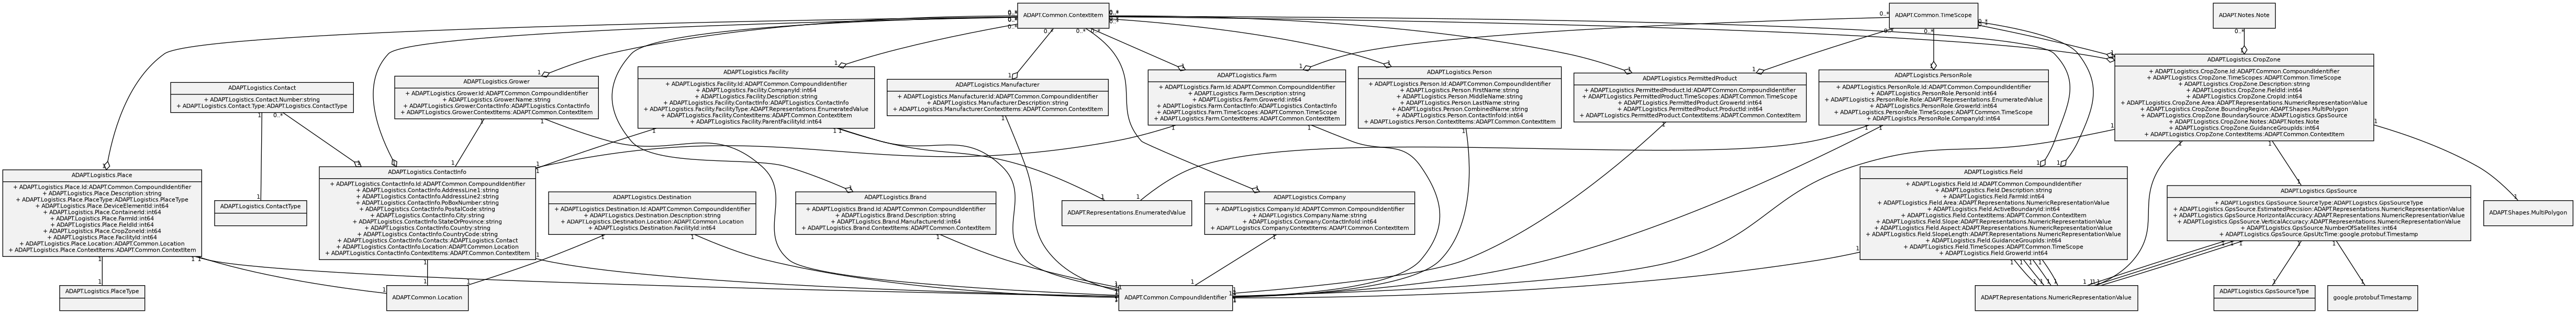 ADAPT.Common.ContextItem
ADAPT.Common.TimeScope
ADAPT.Notes.Note
ADAPT.Logistics.Contact
+ ADAPT.Logistics.Contact.Number:string
+ ADAPT.Logistics.Contact.Type:ADAPT.Logistics.ContactType
ADAPT.Logistics.Grower
+ ADAPT.Logistics.Grower.Id:ADAPT.Common.CompoundIdentifier
+ ADAPT.Logistics.Grower.Name:string
+ ADAPT.Logistics.Grower.ContactInfo:ADAPT.Logistics.ContactInfo
+ ADAPT.Logistics.Grower.ContextItems:ADAPT.Common.ContextItem
ADAPT.Logistics.Facility
+ ADAPT.Logistics.Facility.Id:ADAPT.Common.CompoundIdentifier
+ ADAPT.Logistics.Facility.CompanyId:int64
+ ADAPT.Logistics.Facility.Description:string
+ ADAPT.Logistics.Facility.ContactInfo:ADAPT.Logistics.ContactInfo
+ ADAPT.Logistics.Facility.FacilityType:ADAPT.Representations.EnumeratedValue
+ ADAPT.Logistics.Facility.ContextItems:ADAPT.Common.ContextItem
+ ADAPT.Logistics.Facility.ParentFacilityId:int64
ADAPT.Logistics.Manufacturer
+ ADAPT.Logistics.Manufacturer.Id:ADAPT.Common.CompoundIdentifier
+ ADAPT.Logistics.Manufacturer.Description:string
+ ADAPT.Logistics.Manufacturer.ContextItems:ADAPT.Common.ContextItem
ADAPT.Logistics.Farm
+ ADAPT.Logistics.Farm.Id:ADAPT.Common.CompoundIdentifier
+ ADAPT.Logistics.Farm.Description:string
+ ADAPT.Logistics.Farm.GrowerId:int64
+ ADAPT.Logistics.Farm.ContactInfo:ADAPT.Logistics.ContactInfo
+ ADAPT.Logistics.Farm.TimeScopes:ADAPT.Common.TimeScope
+ ADAPT.Logistics.Farm.ContextItems:ADAPT.Common.ContextItem
ADAPT.Logistics.Person
+ ADAPT.Logistics.Person.Id:ADAPT.Common.CompoundIdentifier
+ ADAPT.Logistics.Person.FirstName:string
+ ADAPT.Logistics.Person.MiddleName:string
+ ADAPT.Logistics.Person.LastName:string
+ ADAPT.Logistics.Person.CombinedName:string
+ ADAPT.Logistics.Person.ContactInfoId:int64
+ ADAPT.Logistics.Person.ContextItems:ADAPT.Common.ContextItem
ADAPT.Logistics.PermittedProduct
+ ADAPT.Logistics.PermittedProduct.Id:ADAPT.Common.CompoundIdentifier
+ ADAPT.Logistics.PermittedProduct.TimeScopes:ADAPT.Common.TimeScope
+ ADAPT.Logistics.PermittedProduct.GrowerId:int64
+ ADAPT.Logistics.PermittedProduct.ProductId:int64
+ ADAPT.Logistics.PermittedProduct.ContextItems:ADAPT.Common.ContextItem
ADAPT.Logistics.PersonRole
+ ADAPT.Logistics.PersonRole.Id:ADAPT.Common.CompoundIdentifier
+ ADAPT.Logistics.PersonRole.PersonId:int64
+ ADAPT.Logistics.PersonRole.Role:ADAPT.Representations.EnumeratedValue
+ ADAPT.Logistics.PersonRole.GrowerId:int64
+ ADAPT.Logistics.PersonRole.TimeScopes:ADAPT.Common.TimeScope
+ ADAPT.Logistics.PersonRole.CompanyId:int64
ADAPT.Logistics.CropZone
+ ADAPT.Logistics.CropZone.Id:ADAPT.Common.CompoundIdentifier
+ ADAPT.Logistics.CropZone.TimeScopes:ADAPT.Common.TimeScope
+ ADAPT.Logistics.CropZone.Description:string
+ ADAPT.Logistics.CropZone.FieldId:int64
+ ADAPT.Logistics.CropZone.CropId:int64
+ ADAPT.Logistics.CropZone.Area:ADAPT.Representations.NumericRepresentationValue
+ ADAPT.Logistics.CropZone.BoundingRegion:ADAPT.Shapes.MultiPolygon
+ ADAPT.Logistics.CropZone.BoundarySource:ADAPT.Logistics.GpsSource
+ ADAPT.Logistics.CropZone.Notes:ADAPT.Notes.Note
+ ADAPT.Logistics.CropZone.GuidanceGroupIds:int64
+ ADAPT.Logistics.CropZone.ContextItems:ADAPT.Common.ContextItem
ADAPT.Logistics.Place
+ ADAPT.Logistics.Place.Id:ADAPT.Common.CompoundIdentifier
+ ADAPT.Logistics.Place.Description:string
+ ADAPT.Logistics.Place.PlaceType:ADAPT.Logistics.PlaceType
+ ADAPT.Logistics.Place.DeviceElementId:int64
+ ADAPT.Logistics.Place.ContainerId:int64
+ ADAPT.Logistics.Place.FarmId:int64
+ ADAPT.Logistics.Place.FieldId:int64
+ ADAPT.Logistics.Place.CropZoneId:int64
+ ADAPT.Logistics.Place.FacilityId:int64
+ ADAPT.Logistics.Place.Location:ADAPT.Common.Location
+ ADAPT.Logistics.Place.ContextItems:ADAPT.Common.ContextItem
ADAPT.Logistics.ContactType
ADAPT.Logistics.ContactInfo
+ ADAPT.Logistics.ContactInfo.Id:ADAPT.Common.CompoundIdentifier
+ ADAPT.Logistics.ContactInfo.AddressLine1:string
+ ADAPT.Logistics.ContactInfo.AddressLine2:string
+ ADAPT.Logistics.ContactInfo.PoBoxNumber:string
+ ADAPT.Logistics.ContactInfo.PostalCode:string
+ ADAPT.Logistics.ContactInfo.City:string
+ ADAPT.Logistics.ContactInfo.StateOrProvince:string
+ ADAPT.Logistics.ContactInfo.Country:string
+ ADAPT.Logistics.ContactInfo.CountryCode:string
+ ADAPT.Logistics.ContactInfo.Contacts:ADAPT.Logistics.Contact
+ ADAPT.Logistics.ContactInfo.Location:ADAPT.Common.Location
+ ADAPT.Logistics.ContactInfo.ContextItems:ADAPT.Common.ContextItem
ADAPT.Logistics.Destination
+ ADAPT.Logistics.Destination.Id:ADAPT.Common.CompoundIdentifier
+ ADAPT.Logistics.Destination.Description:string
+ ADAPT.Logistics.Destination.Location:ADAPT.Common.Location
+ ADAPT.Logistics.Destination.FacilityId:int64
ADAPT.Logistics.Brand
+ ADAPT.Logistics.Brand.Id:ADAPT.Common.CompoundIdentifier
+ ADAPT.Logistics.Brand.Description:string
+ ADAPT.Logistics.Brand.ManufacturerId:int64
+ ADAPT.Logistics.Brand.ContextItems:ADAPT.Common.ContextItem
ADAPT.Representations.EnumeratedValue
ADAPT.Logistics.Company
+ ADAPT.Logistics.Company.Id:ADAPT.Common.CompoundIdentifier
+ ADAPT.Logistics.Company.Name:string
+ ADAPT.Logistics.Company.ContactInfoId:int64
+ ADAPT.Logistics.Company.ContextItems:ADAPT.Common.ContextItem
ADAPT.Logistics.Field
+ ADAPT.Logistics.Field.Id:ADAPT.Common.CompoundIdentifier
+ ADAPT.Logistics.Field.Description:string
+ ADAPT.Logistics.Field.FarmId:int64
+ ADAPT.Logistics.Field.Area:ADAPT.Representations.NumericRepresentationValue
+ ADAPT.Logistics.Field.ActiveBoundaryId:int64
+ ADAPT.Logistics.Field.ContextItems:ADAPT.Common.ContextItem
+ ADAPT.Logistics.Field.Slope:ADAPT.Representations.NumericRepresentationValue
+ ADAPT.Logistics.Field.Aspect:ADAPT.Representations.NumericRepresentationValue
+ ADAPT.Logistics.Field.SlopeLength:ADAPT.Representations.NumericRepresentationValue
+ ADAPT.Logistics.Field.GuidanceGroupIds:int64
+ ADAPT.Logistics.Field.TimeScopes:ADAPT.Common.TimeScope
+ ADAPT.Logistics.Field.GrowerId:int64
ADAPT.Logistics.GpsSource
+ ADAPT.Logistics.GpsSource.SourceType:ADAPT.Logistics.GpsSourceType
+ ADAPT.Logistics.GpsSource.EstimatedPrecision:ADAPT.Representations.NumericRepresentationValue
+ ADAPT.Logistics.GpsSource.HorizontalAccuracy:ADAPT.Representations.NumericRepresentationValue
+ ADAPT.Logistics.GpsSource.VerticalAccuracy:ADAPT.Representations.NumericRepresentationValue
+ ADAPT.Logistics.GpsSource.NumberOfSatellites:int64
+ ADAPT.Logistics.GpsSource.GpsUtcTime:google.protobuf.Timestamp
ADAPT.Shapes.MultiPolygon
ADAPT.Logistics.PlaceType
ADAPT.Common.Location
ADAPT.Common.CompoundIdentifier
ADAPT.Representations.NumericRepresentationValue
ADAPT.Logistics.GpsSourceType
google.protobuf.Timestamp